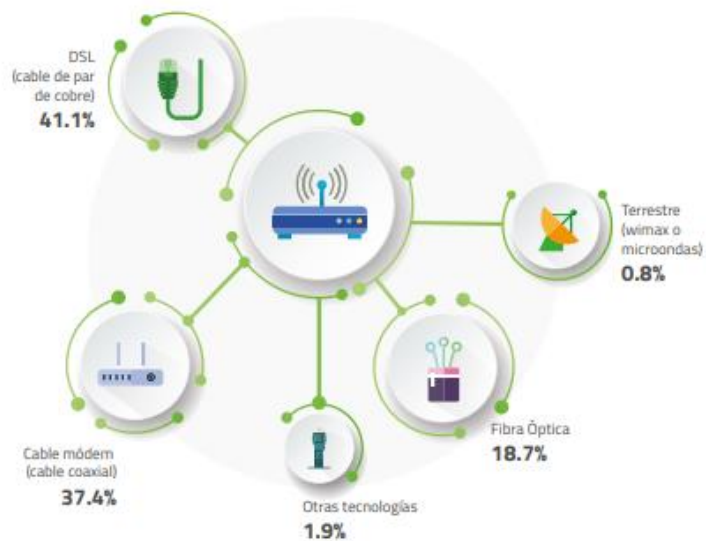 DSL
(cable de par
de cobre)
41.1%
Terrestre
(wimax o
microondas)
0.8%
Fibra Óptica
18.7%
Cable módem
(cable coaxial)
37.4%
Otras tecnologías
1.9%